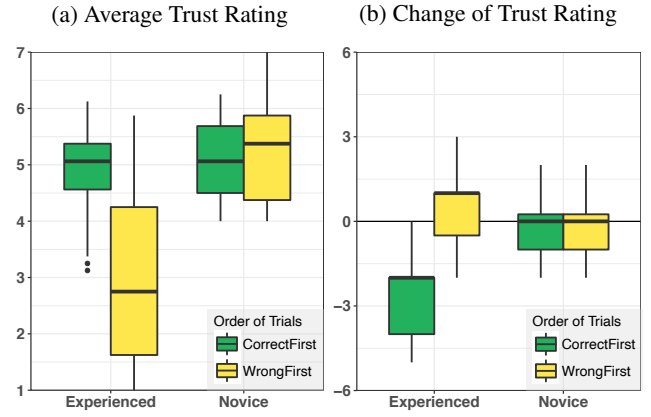 (a) Average Trust Rating
7
6
5
4
3
2
1
Order of Trials
CorrectFirst
WrongFirst
Experienced
Novice
(b) Change of Trust Rating
6
3
0
−3
−6
Order of Trials
CorrectFirst
WrongFirst
Experienced
Novice